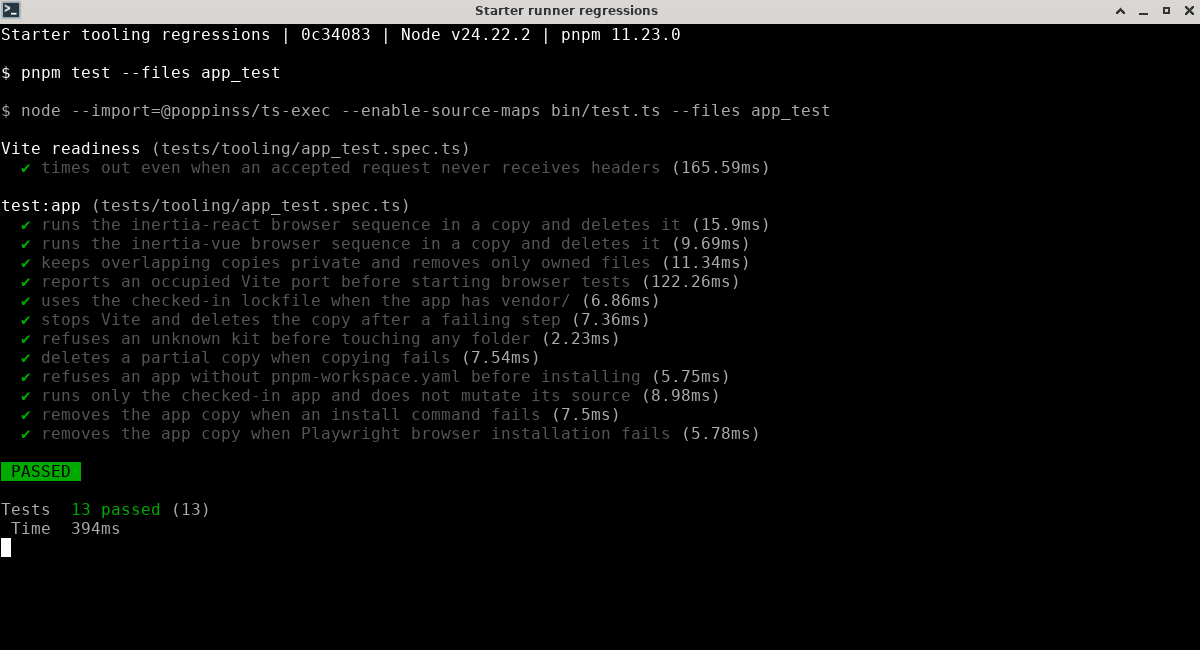 Starter runner regressions
Starter tooling regressions | 0c34083 | Node v24.22.2 | pnpm 11.23.0
$ pnpm test --files app_test
$ node --import=@poppinss/ts-exec --enable-source-maps bin/test.ts --files app_test
Vite readiness (tests/tooling/app_test.spec.ts)
✔ times out even when an accepted request never receives headers (165.59ms)
test:app (tests/tooling/app_test.spec.ts)
✔ runs the inertia-react browser sequence in a copy and deletes it (15.9ms)
✔ runs the inertia-vue browser sequence in a copy and deletes it (9.69ms)
✔ keeps overlapping copies private and removes only owned files (11.34ms)
✔ reports an occupied Vite port before starting browser tests (122.26ms)
✔ uses the checked-in lockfile when the app has vendor/ (6.86ms)
✔ stops Vite and deletes the copy after a failing step (7.36ms)
✔ refuses an unknown kit before touching any folder (2.23ms)
✔ deletes a partial copy when copying fails (7.54ms)
✔ refuses an app without pnpm-workspace.yaml before installing (5.75ms)
✔ runs only the checked-in app and does not mutate its source (8.98ms)
✔ removes the app copy when an install command fails (7.5ms)
✔ removes the app copy when Playwright browser installation fails (5.78ms)
PASSED
Tests  13 passed (13)
Time  394ms